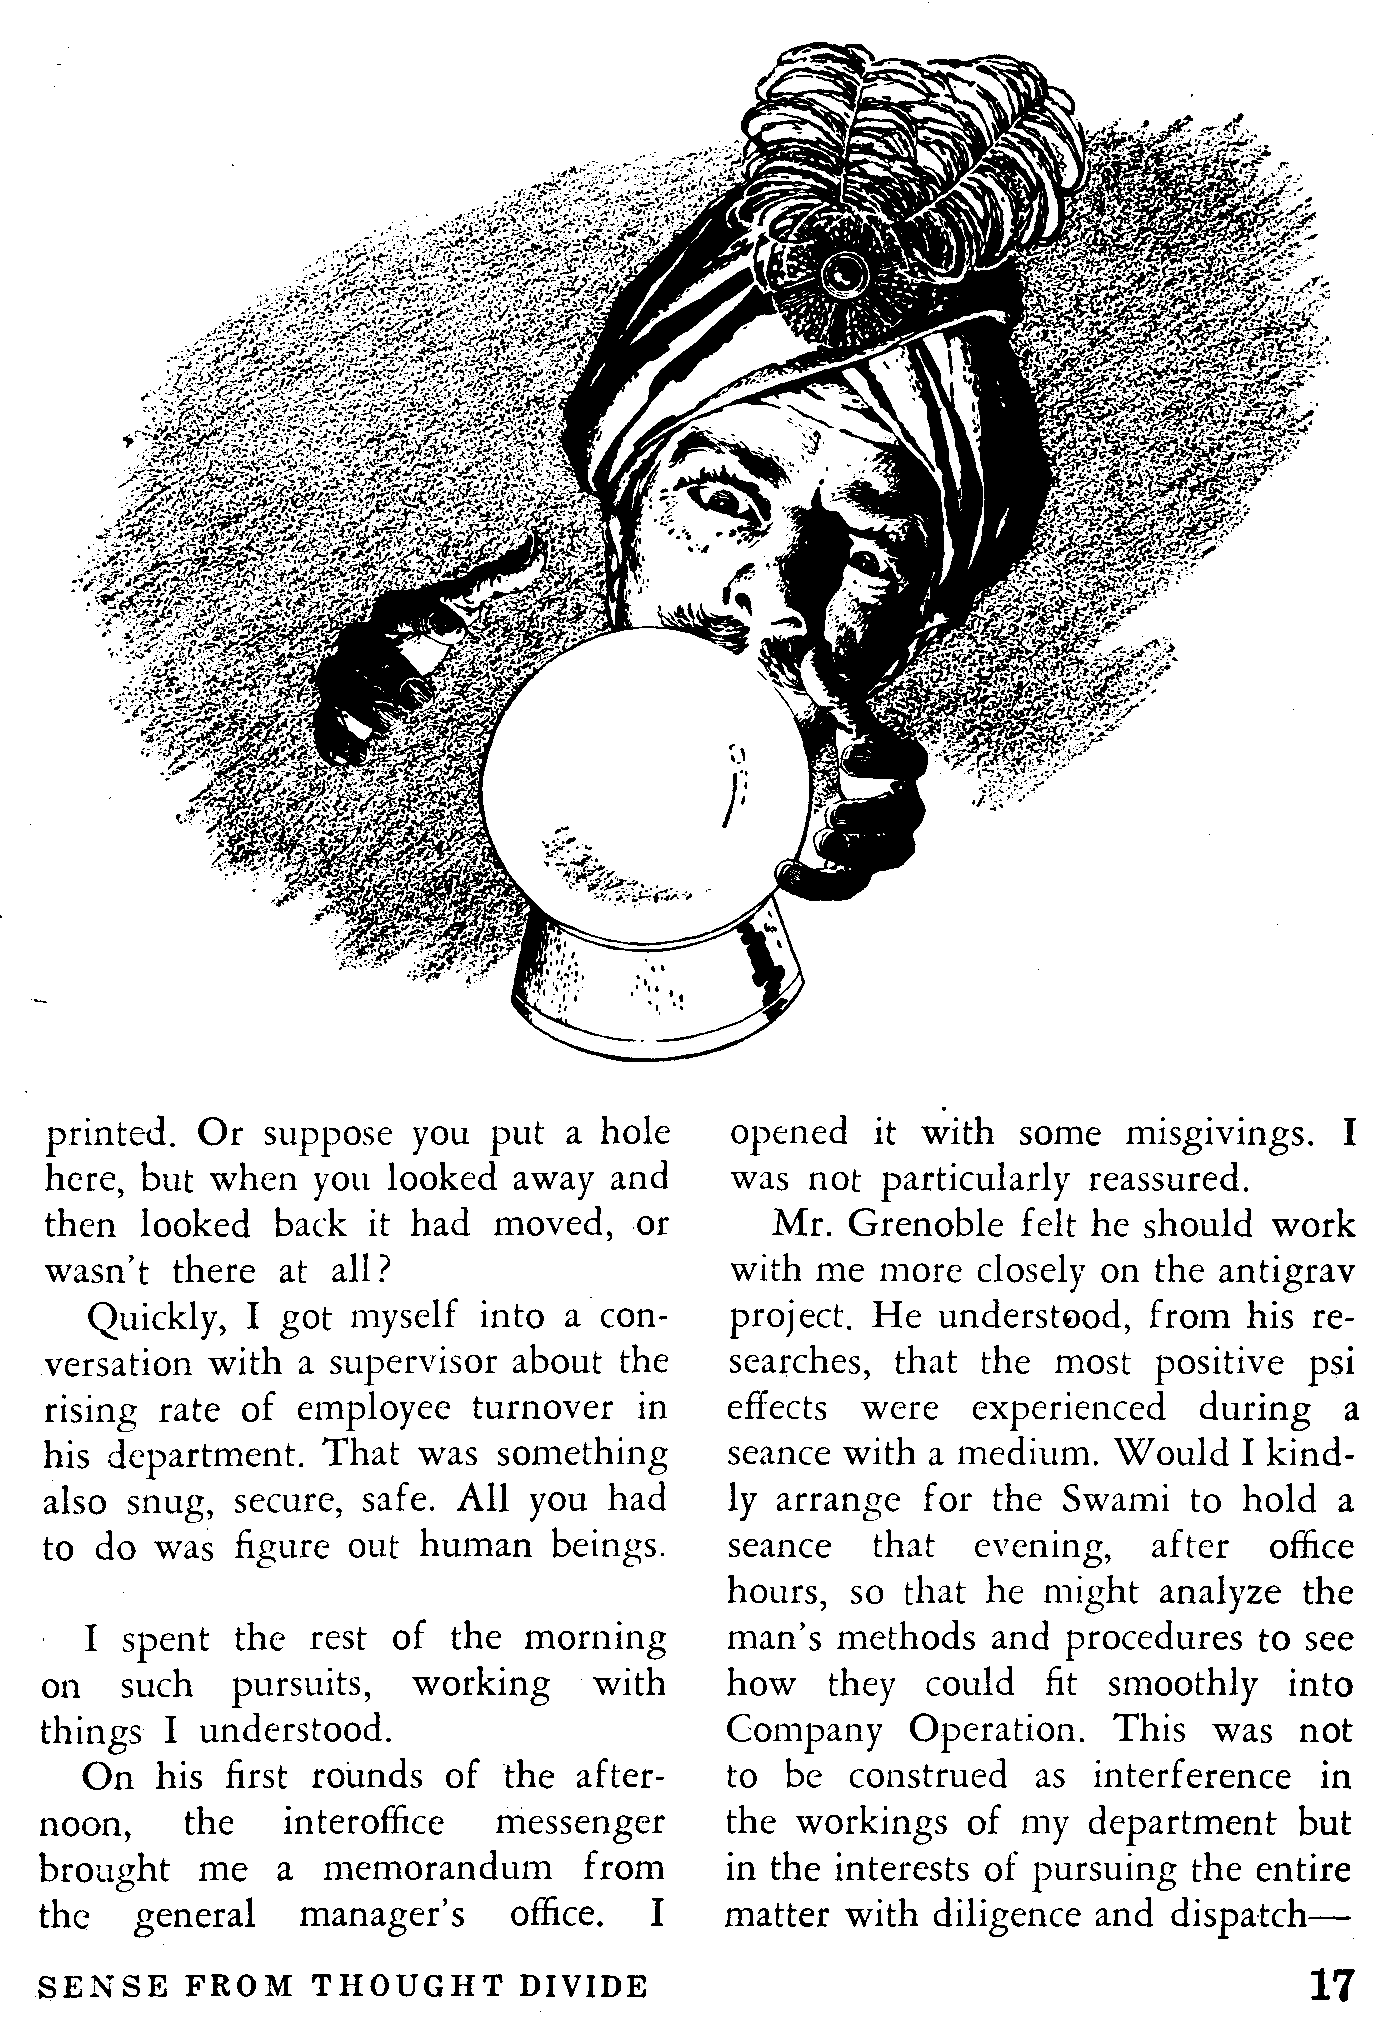 printed. Or suppose you put a hole
here, but when you looked away and
then looked back it had moved, or
wasn't there at all?
Quickly, I got myself into a con-
versation with a supervisor about the
rising rate of employee turnover in
his department. That was something
also snug, secure, safe. All you had
to do was figure out human beings.
I spent the rest of the morning
on such pursuits, working with
things I understood.
On his first rounds of the after-
noon, the interoffice messenger
brought me a memorandum from
the general manager's office. I
opened it with some misgivings. I
was not particularly reassured.
Mr. Grenoble felt he should work
with me more closely on the antigrav
project. He understood, from his re-
searches, that the most positive psi
effects were experienced during a
seance with a medium. Would I kind-
ly arrange for the Swami to hold a
seance that evening, after office
hours, so that he might analyze the
man's methods and procedures to see
how they could fit smoothly into
Company Operation. This was not
to be construed as interference in
the workings of my department but
in the interests of pursuing the entire
matter with diligence and dispatch—
SENSE FROM THOUGHT DIVIDE 17